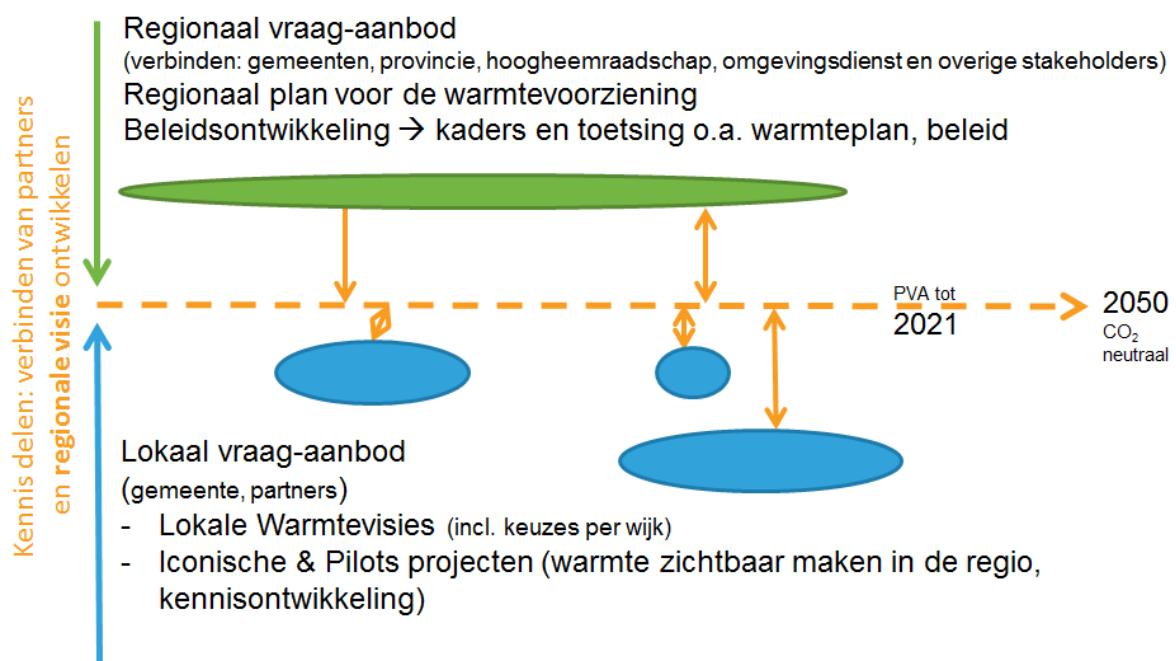 Regionaal vraag-aanbod
(verbinden: gemeenten, provincie, hoogheemraadschap, omgevingsdienst en overige stakeholders)
Regionaal plan voor de warmtevoorziening
Beleidsontwikkeling → kaders en toetsing o.a. warmteplan, beleid
Kennis delen: verbinden van partners
en regionale visie ontwikkelen
PVA tot
2021
2050
CO₂
neutraal
Lokaal vraag-aanbod
(gemeente, partners)
- Lokale Warmtevisies (incl. keuzes per wijk)
- Iconische & Pilots projecten (warmte zichtbaar maken in de regio,
kennisontwikkeling)